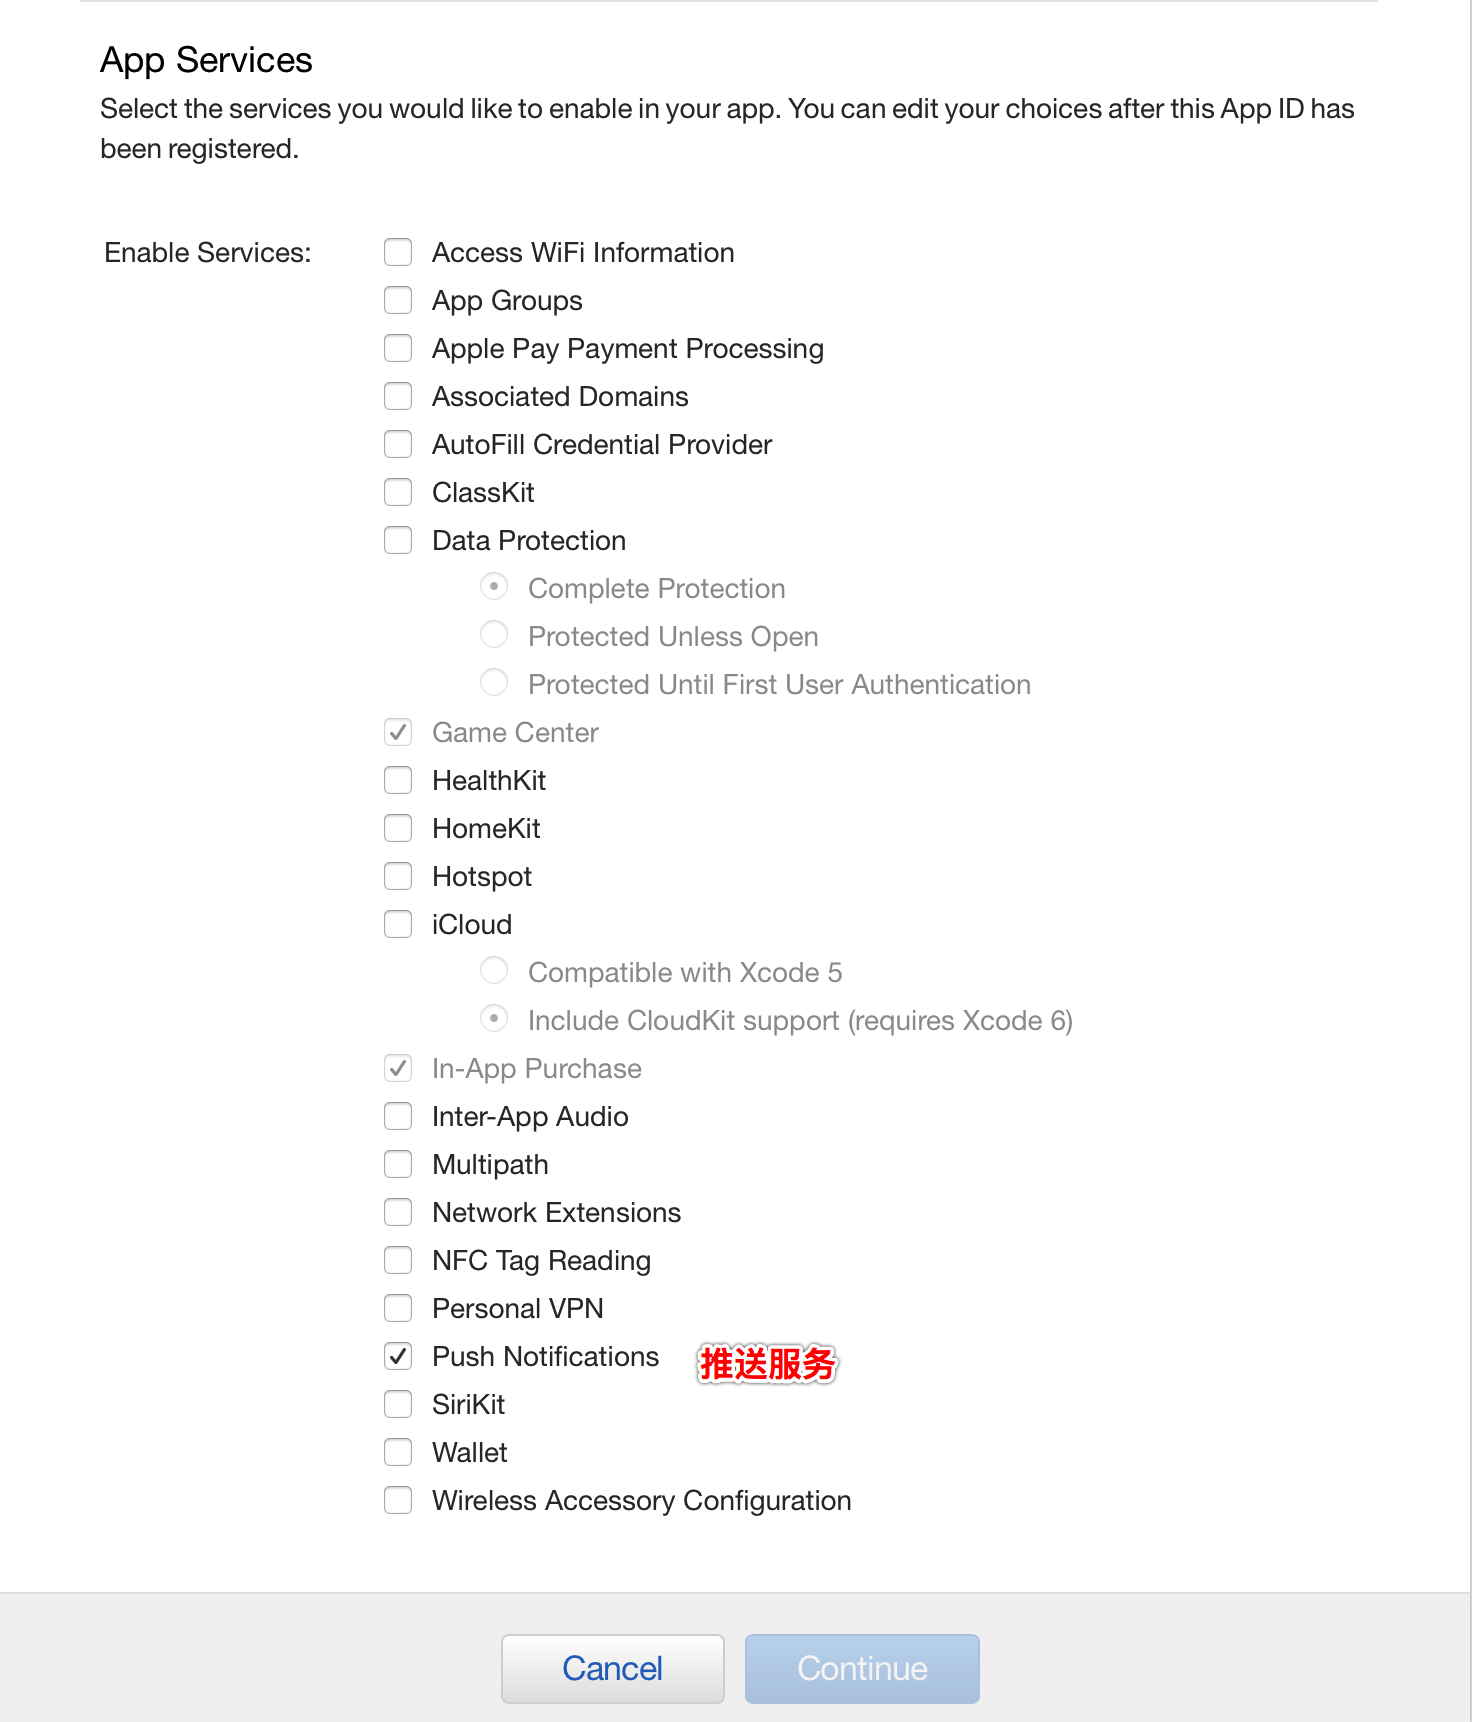 App Services
Select the services you would like to enable in your app. You can edit your choices after this App ID has
been registered.
Enable Services:
Access WiFi Information
App Groups
Apple Pay Payment Processing
Associated Domains
AutoFill Credential Provider
ClassKit
Data Protection
Complete Protection
Protected Unless Open
Protected Until First User Authentication
Game Center
HealthKit
HomeKit
Hotspot
iCloud
Compatible with Xcode 5
Include CloudKit support (requires Xcode 6)
In-App Purchase
Inter-App Audio
Multipath
Network Extensions
NFC Tag Reading
Personal VPN
Push Notifications 推送服务
SiriKit
Wallet
Wireless Accessory Configuration
Cancel Continue